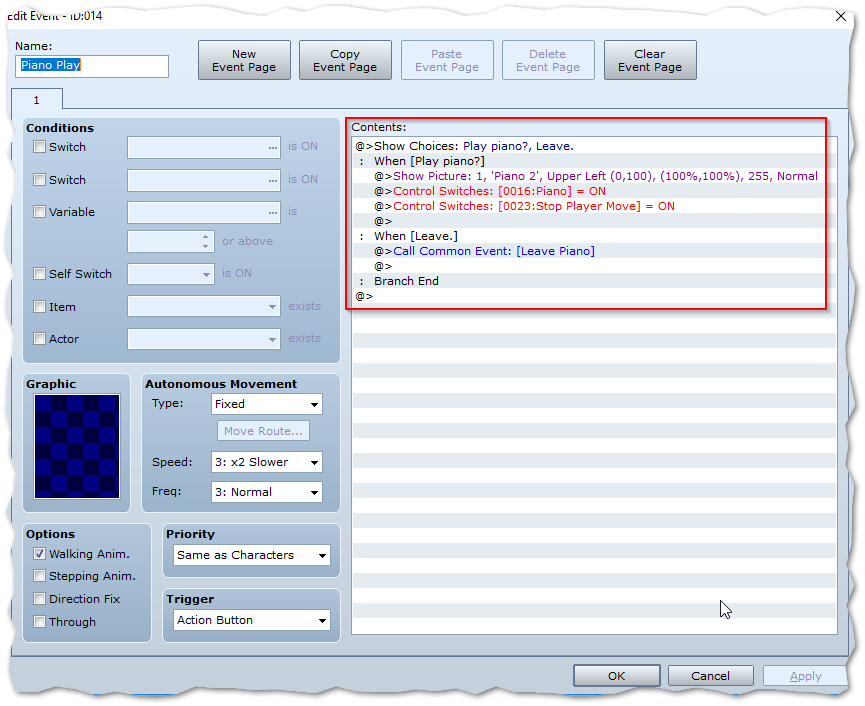 Edit Event - ID:014
Name:
Piano Play
New
Event Page
Copy
Event Page
Paste
Event Page
Delete
Event Page
Clear
Event Page
1
Conditions
Switch ... is ON
Switch ... is ON
Variable ... is
or above
Self Switch is ON
Item exists
Actor exists
Graphic
Autonomous Movement
Type: Fixed
Move Route...
Speed: 3: x2 Slower
Freq: 3: Normal
Options
Walking Anim.
Stepping Anim.
Direction Fix
Through
Priority
Same as Characters
Trigger
Action Button
Contents:
@>Show Choices: Play piano?, Leave.
: When [Play piano?]
@>Show Picture: 1, 'Piano 2', Upper Left (0,100), (100%,100%), 255, Normal
@>Control Switches: [0016:Piano] = ON
@>Control Switches: [0023:Stop Player Move] = ON
@>
: When [Leave.]
@>Call Common Event: [Leave Piano]
@>
: Branch End
@>
OK
Cancel
Apply